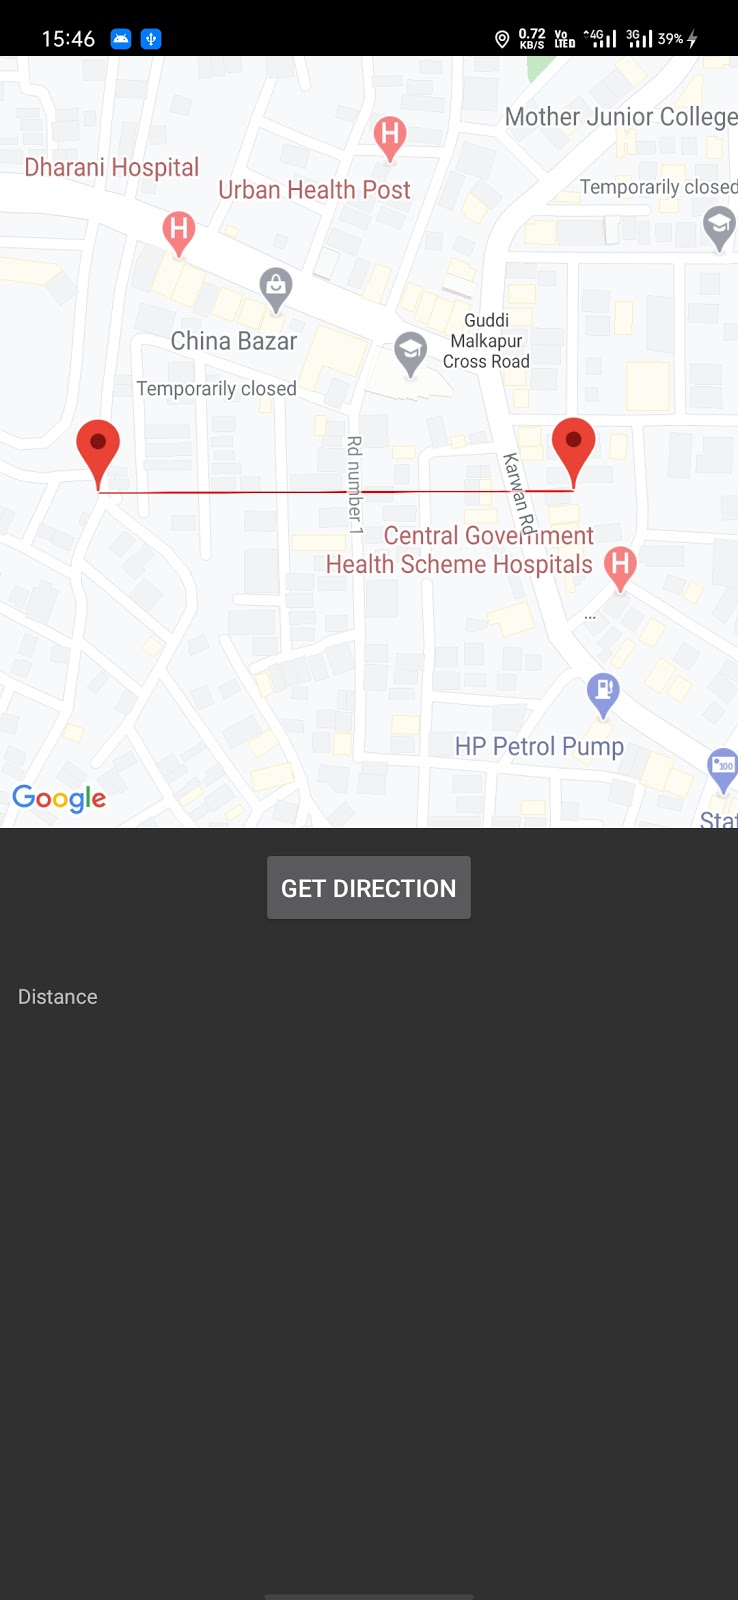 15:46
0.72
KB/S
Vo
LTE
4G
3G
39%
Mother Junior College
Dharani Hospital
Temporarily closed
Urban Health Post
H
H
Guddi
Malkapur
Cross Road
China Bazar
Temporarily closed
Rd number 1
Karwan Rd
Central Government
Health Scheme Hospitals
H
...
HP Petrol Pump
100
Stat
Google
GET DIRECTION
Distance